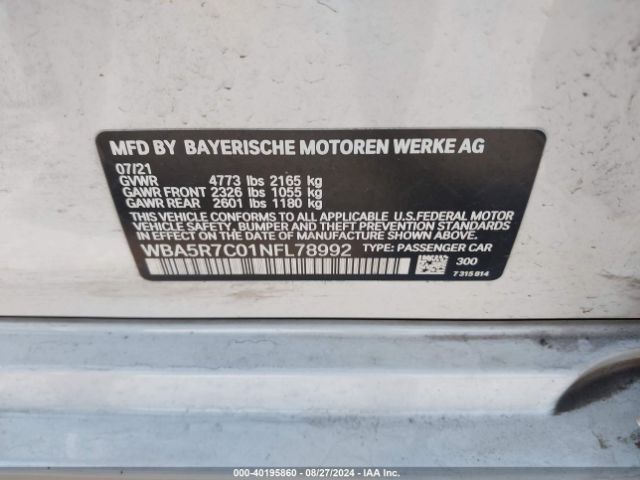 MFD BY BAYERISCHE MOTOREN WERKE AG
07/21
GVWR 4773 lbs 2165 kg
GAWR FRONT 2326 lbs 1055 kg
GAWR REAR 2601 lbs 1180 kg
THIS VEHICLE CONFORMS TO ALL APPLICABLE U.S.FEDERAL MOTOR
VEHICLE SAFETY, BUMPER, AND THEFT PREVENTION STANDARDS
IN EFFECT ON THE DATE OF MANUFACTURE SHOWN ABOVE.
WBA5R7C01NFL78992 TYPE: PASSENGER CAR
300
7 315 814
00-40195860 - 08/27/2024 - IAA Inc.